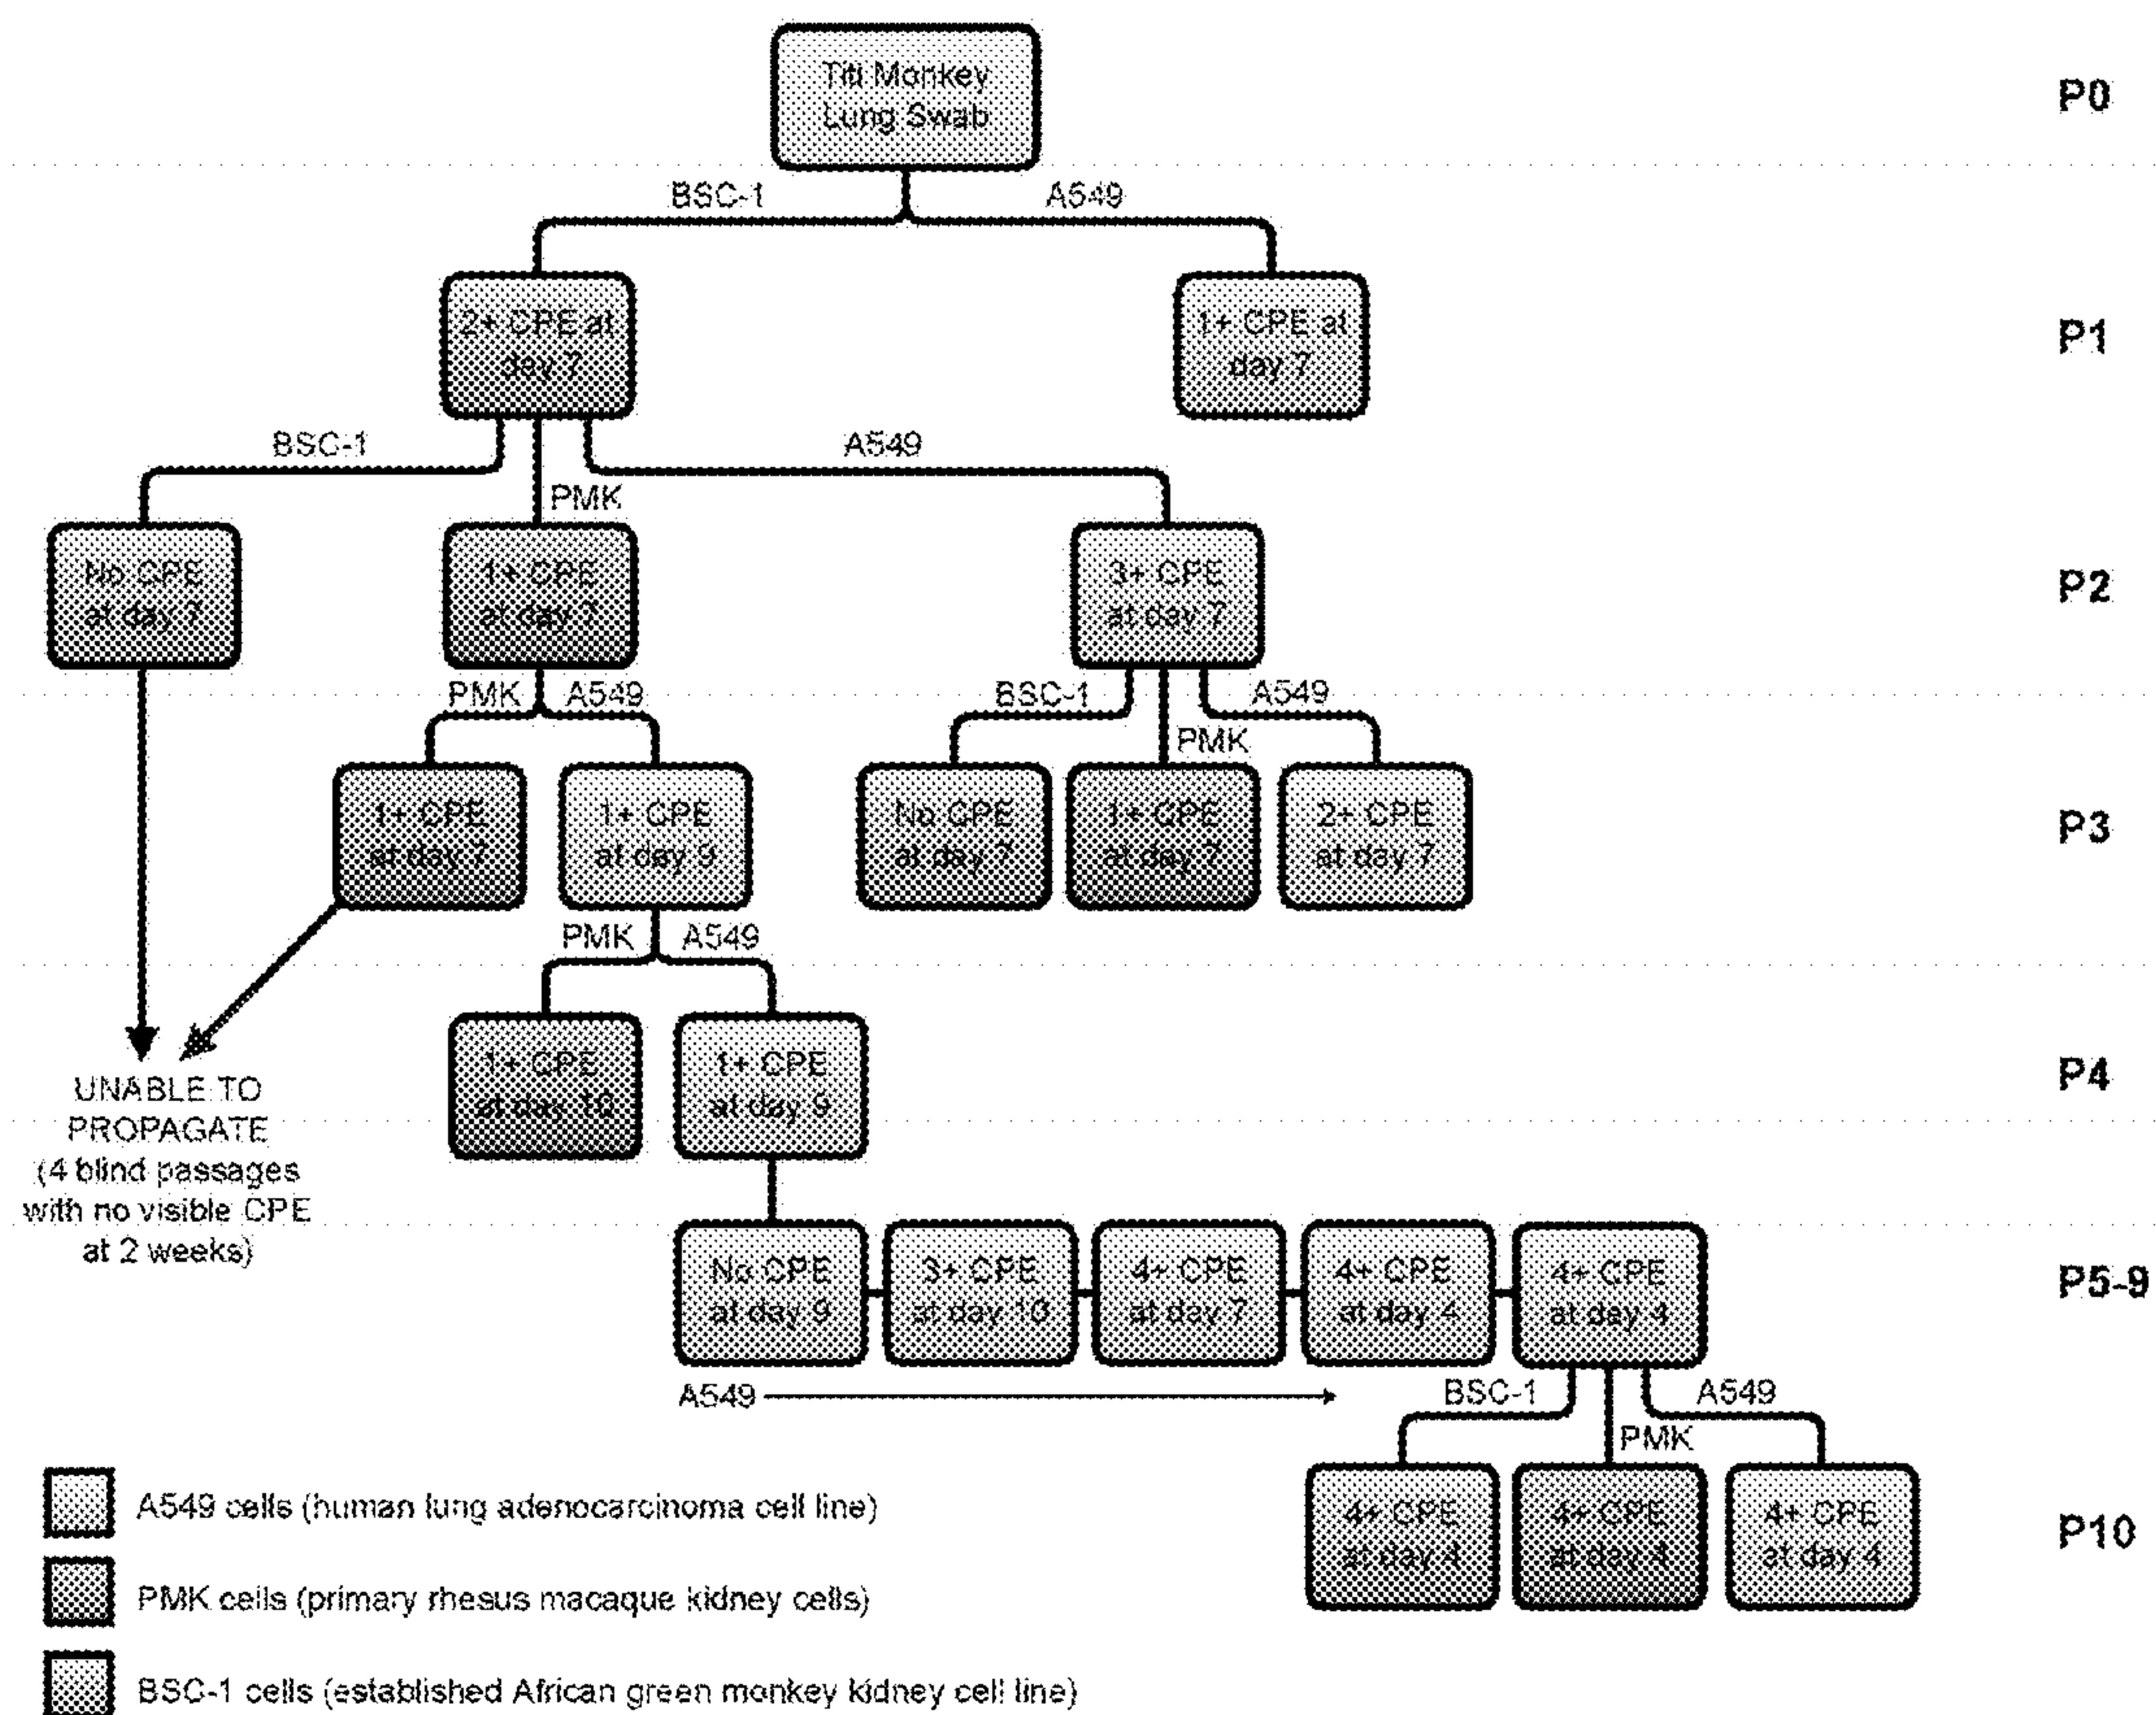 Titi Monkey
Lung Swab
P0
BSC-1
A549
2+ CPE at
day 7
1+ CPE at
day 7
P1
BSC-1
A549
PMK
No CPE
at day 7
1+ CPE
at day 7
3+ CPE
at day 7
P2
PMK
A549
BSC-1
A549
PMK
1+ CPE
at day 7
1+ CPE
at day 9
No CPE
at day 7
1+ CPE
at day 7
2+ CPE
at day 7
P3
PMK
A549
1+ CPE
at day 10
1+ CPE
at day 9
P4
UNABLE TO
PROPAGATE
(4 blind passages
with no visible CPE
at 2 weeks)
No CPE
at day 9
3+ CPE
at day 10
4+ CPE
at day 7
4+ CPE
at day 4
4+ CPE
at day 4
P5-9
A549
BSC-1
A549
PMK
4+ CPE
at day 4
4+ CPE
at day 4
4+ CPE
at day 4
P10
A549 cells (human lung adenocarcinoma cell line)
PMK cells (primary rhesus macaque kidney cells)
BSC-1 cells (established African green monkey kidney cell line)